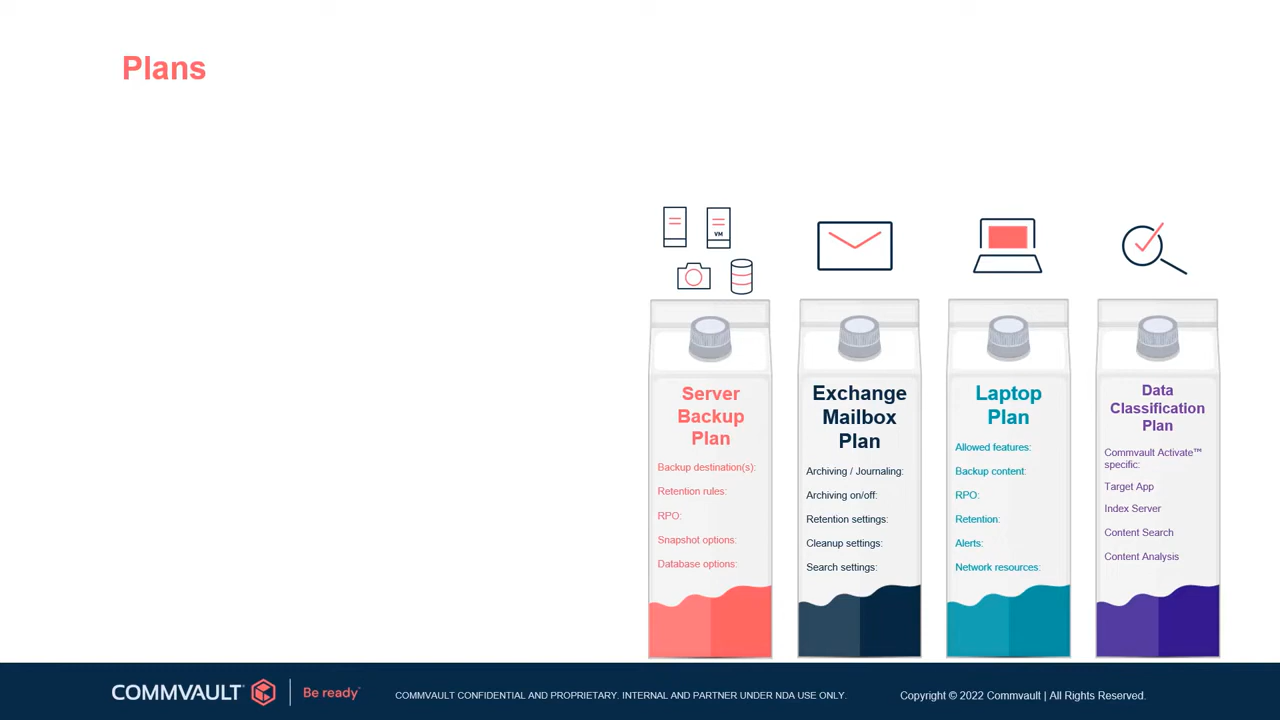 Plans
VM
Server
Backup
Plan
Backup destination(s):
Retention rules:
RPO:
Snapshot options:
Database options:
Exchange
Mailbox
Plan
Archiving / Journaling:
Archiving on/off:
Retention settings:
Cleanup settings:
Search settings:
Laptop
Plan
Allowed features:
Backup content:
RPO:
Retention:
Alerts:
Network resources:
Data
Classification
Plan
Commvault Activate™
specific:
Target App
Index Server
Content Search
Content Analysis
COMMVAULT
Be ready
COMMVAULT CONFIDENTIAL AND PROPRIETARY. INTERNAL AND PARTNER UNDER NDA USE ONLY.
Copyright © 2022 Commvault | All Rights Reserved.